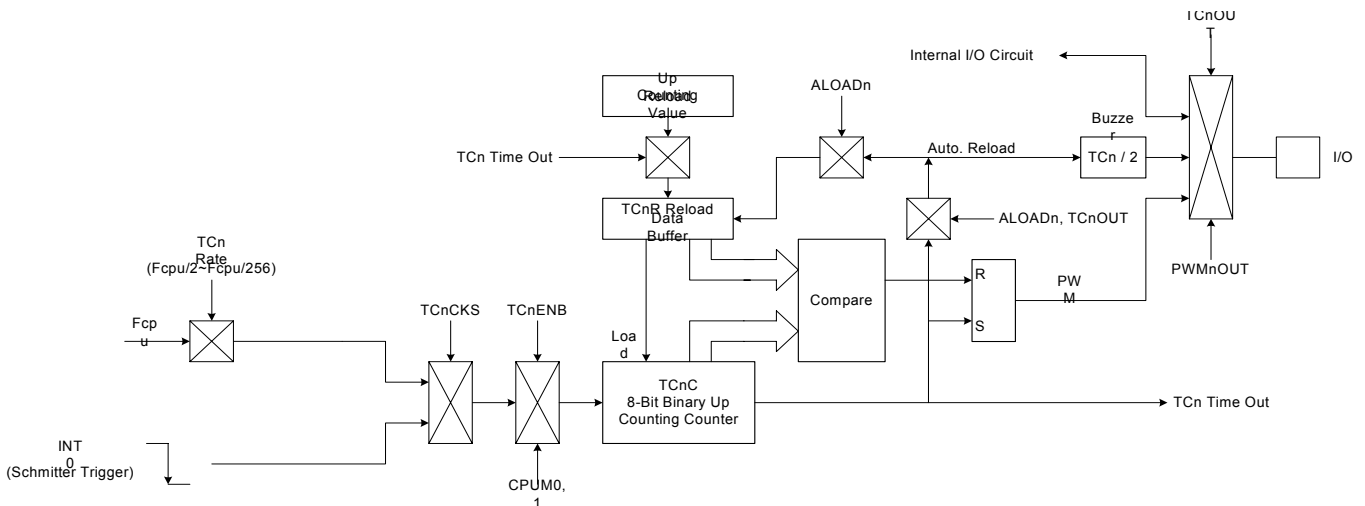 TCnOU
T
Internal I/O Circuit
Up
Counting
Reload
Value
ALOADn
Buzze
r
TCn Time Out
Auto. Reload
TCn / 2
I/O
TCnR Reload
Data
Buffer
ALOADn, TCnOUT
TCn
Rate
(Fcpu/2~Fcpu/256)
PWMnOUT
R
Compare
PW
M
TCnCKS
TCnENB
Fcp
u
S
Loa
d
TCnC
8-Bit Binary Up
Counting Counter
TCn Time Out
INT
0
(Schmitter Trigger)
CPUM0,
1